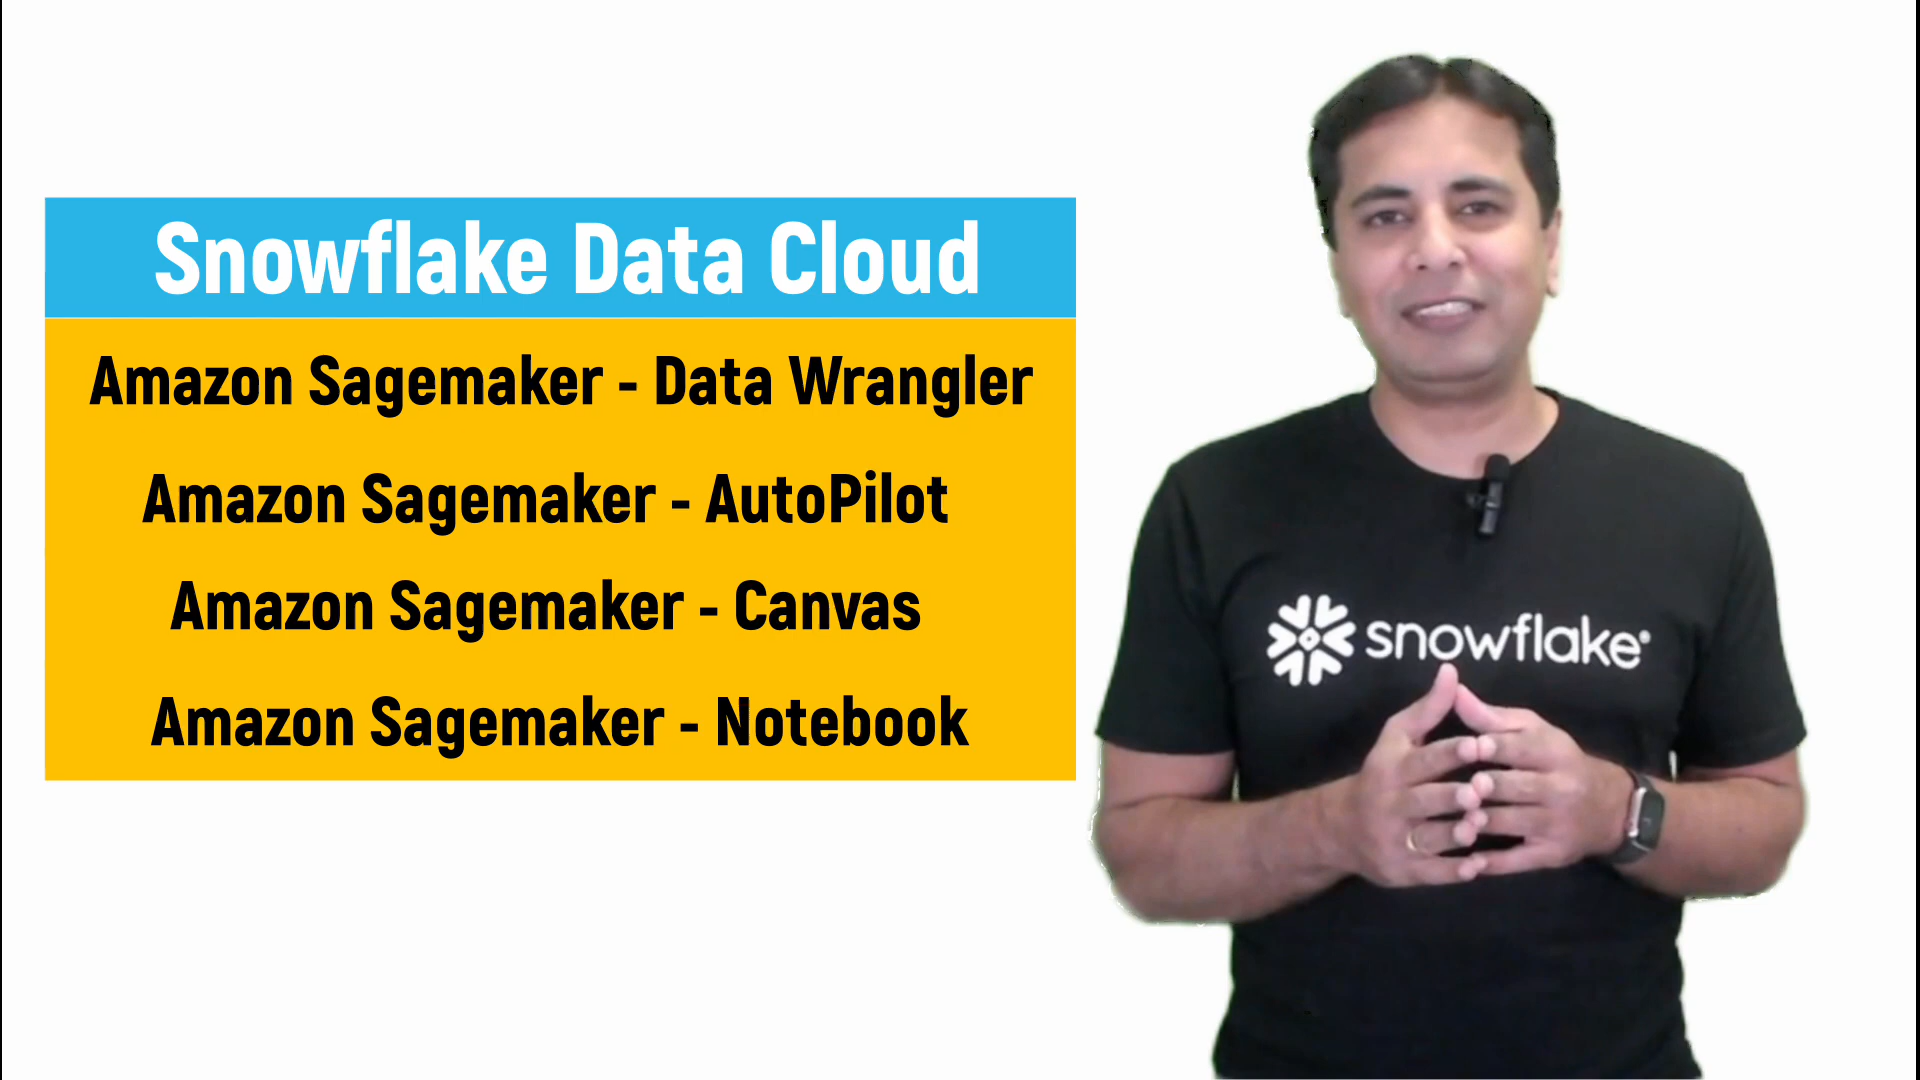 Snowflake Data Cloud
Amazon Sagemaker - Data Wrangler
Amazon Sagemaker - AutoPilot
Amazon Sagemaker - Canvas
Amazon Sagemaker - Notebook
snowflake®